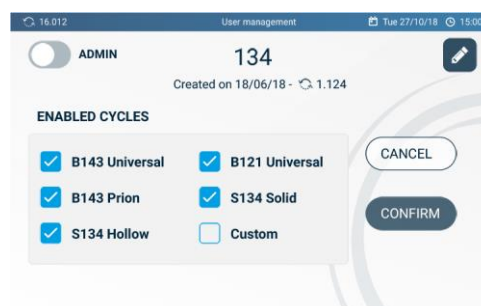 16.012 User management Tue 27/10/18 15:00
ADMIN 134
Created on 18/06/18 - 1.124
ENABLED CYCLES
B143 Universal B121 Universal
B143 Prion S134 Solid
S134 Hollow Custom
CANCEL
CONFIRM